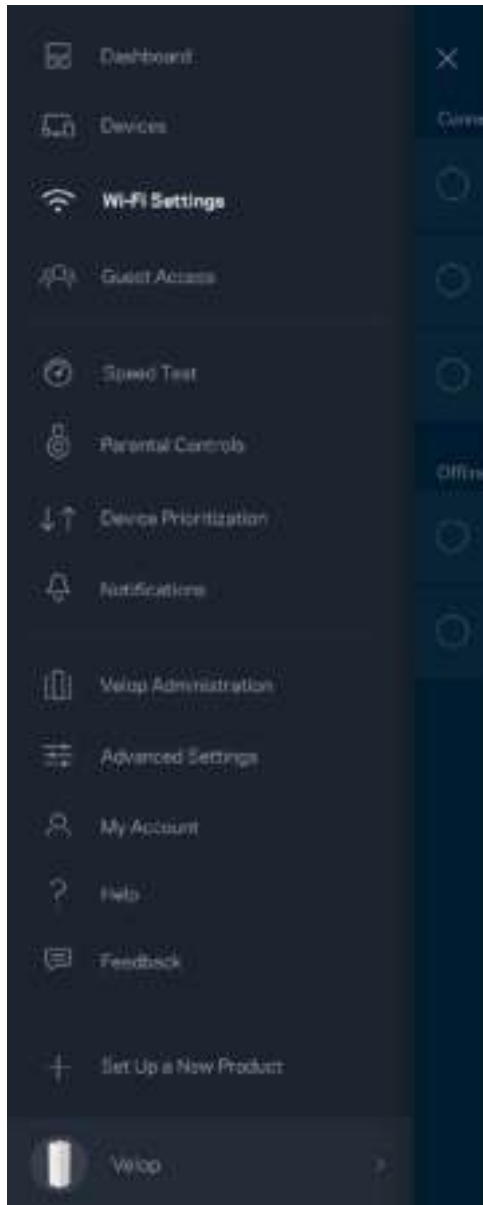 Dashboard
Devices
Wi-Fi Settings
Guest Access
Speed Test
Parental Controls
Device Prioritization
Notifications
Velop Administration
Advanced Settings
My Account
Help
Feedback
Set Up a New Product
Velop